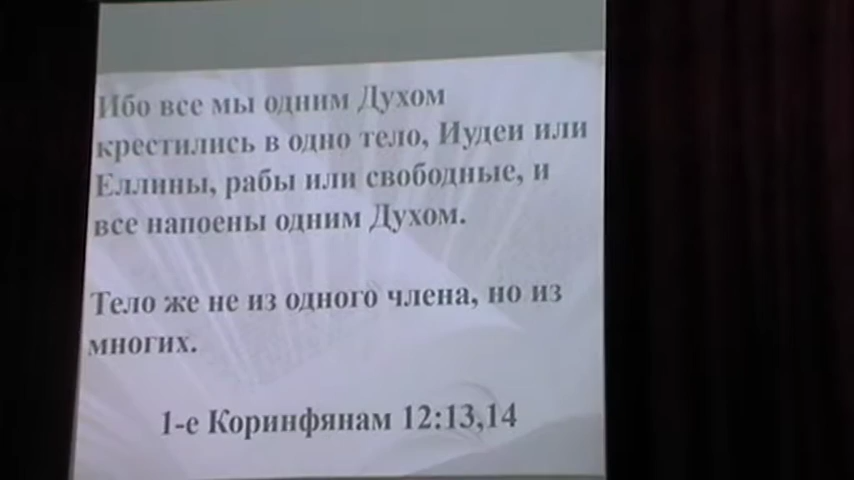 Ибо все мы одним Духом
крестились в одно тело, Иудеи или
Еллины, рабы или свободные, и
все напоены одним Духом.
Тело же не из одного члена, но из
многих.
1-е Коринфянам 12:13,14